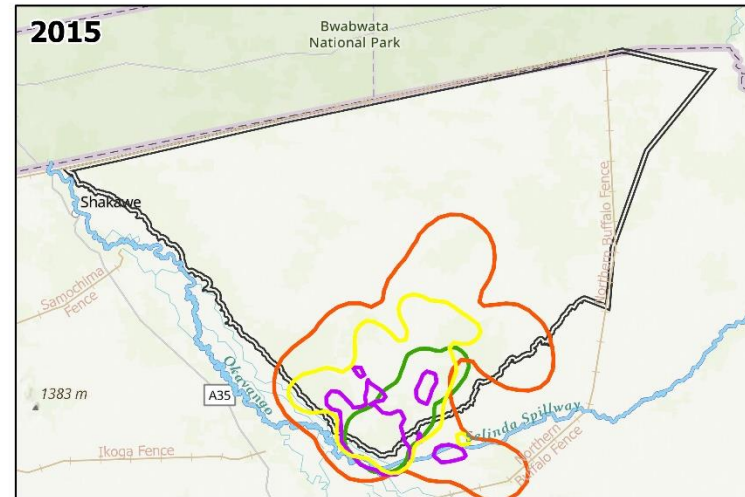 2015
Bwabwata
National Park
Shakawe
Samochima
Fence
Northern Buffalo Fence
Okavango
1383 m
A35
Selinda Spillway
Ikoga Fence
Northern
Buffalo Fence